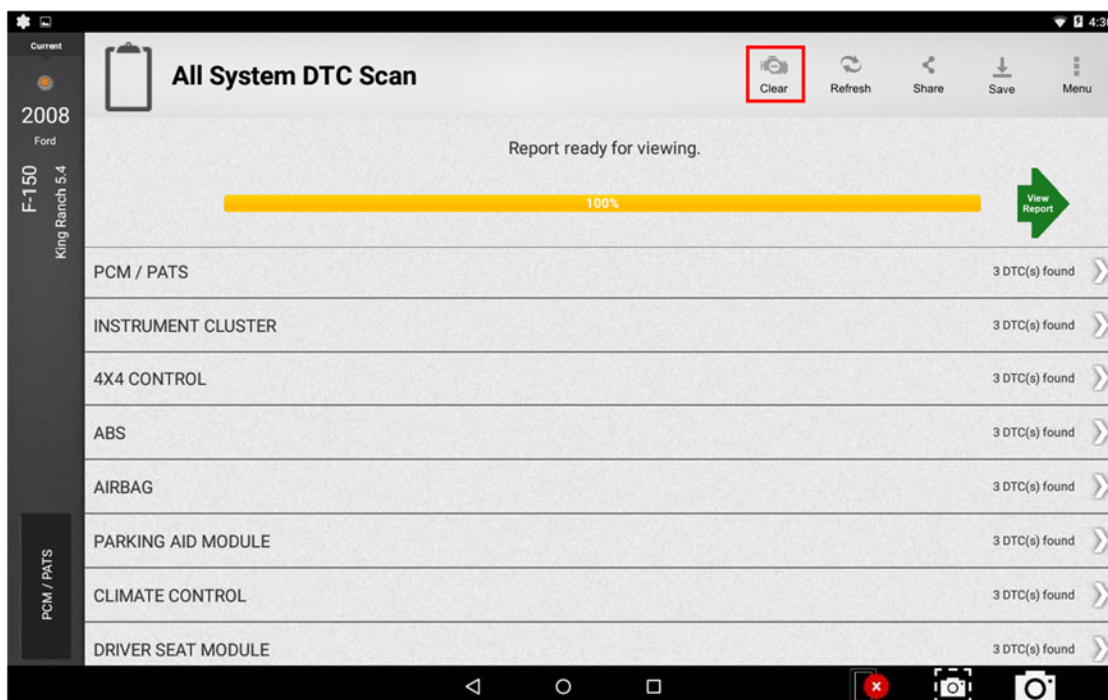 4:30
Current
2008
Ford
F-150
King Ranch 5.4
PCM / PATS
All System DTC Scan
Clear
Refresh
Share
Save
Menu
Report ready for viewing.
100%
View
Report
PCM / PATS 3 DTC(s) found
INSTRUMENT CLUSTER 3 DTC(s) found
4X4 CONTROL 3 DTC(s) found
ABS 3 DTC(s) found
AIRBAG 3 DTC(s) found
PARKING AID MODULE 3 DTC(s) found
CLIMATE CONTROL 3 DTC(s) found
DRIVER SEAT MODULE 3 DTC(s) found